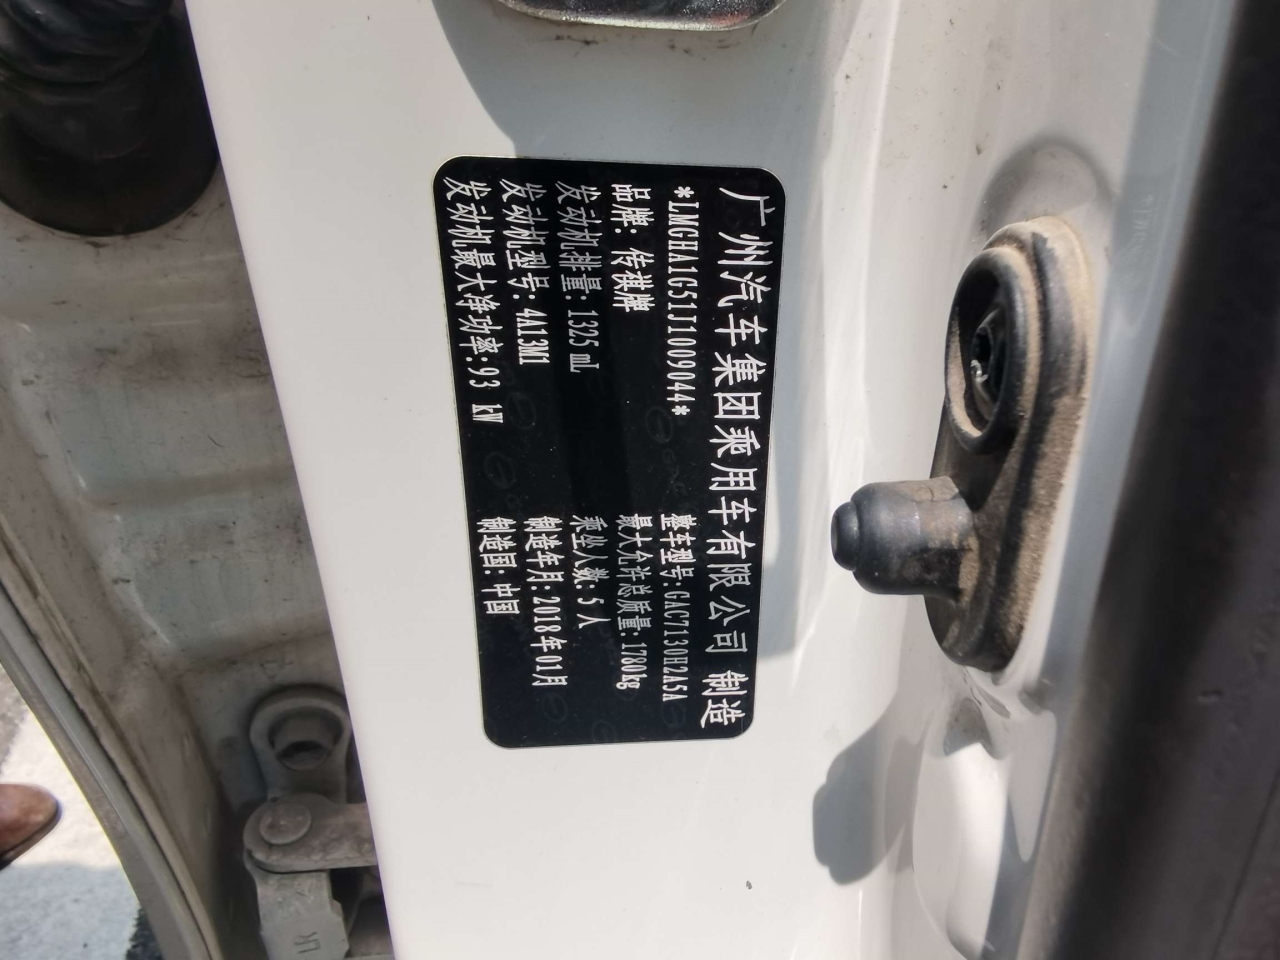 广州汽车集团乘用车有限公司 制造
*LMGHA1G51J1009044*
整车型号:GAC7130H2A5A
品牌: 传祺牌
最大允许总质量:1780kg
发动机排量:1325 mL
乘坐人数:5人
发动机型号:4A13M1
制造年月:2018年01月
发动机最大净功率:93 kW
制造国:中国